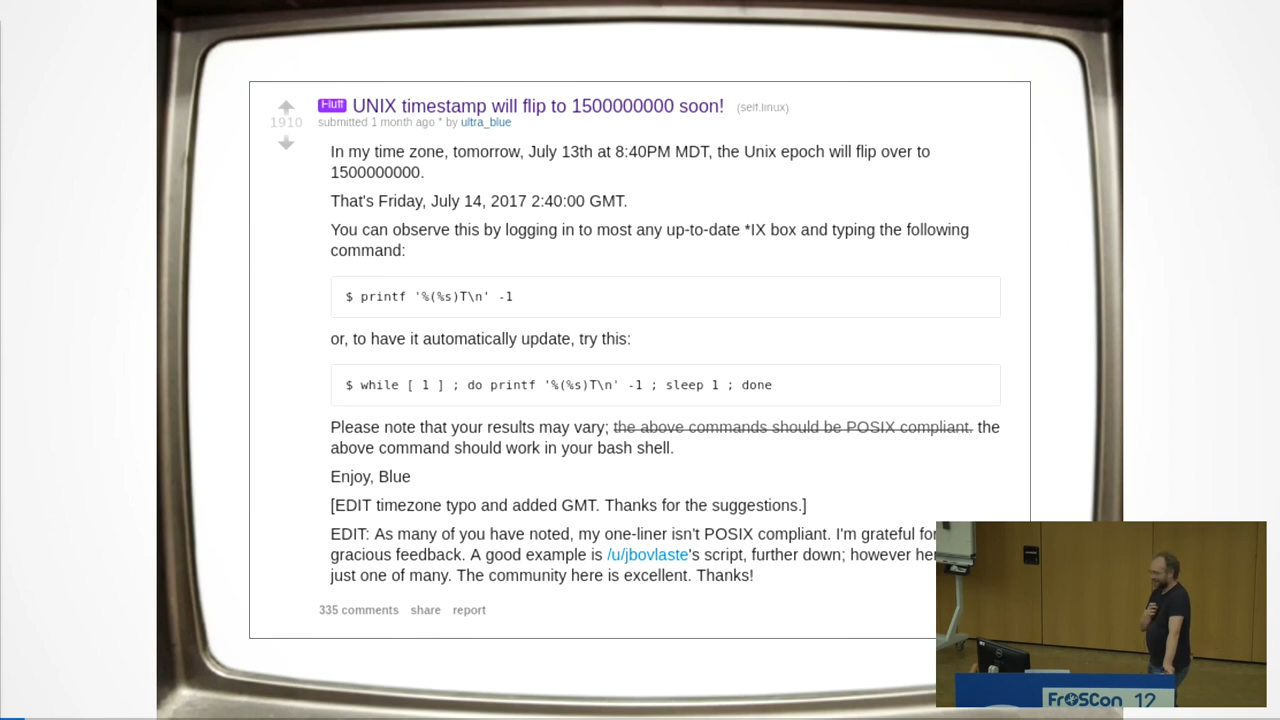 Fluff UNIX timestamp will flip to 1500000000 soon! (self.linux)
1910
submitted 1 month ago * by ultra_blue
In my time zone, tomorrow, July 13th at 8:40PM MDT, the Unix epoch will flip over to
1500000000.
That's Friday, July 14, 2017 2:40:00 GMT.
You can observe this by logging in to most any up-to-date *IX box and typing the following
command:
$ printf '%(%s)T\n' -1
or, to have it automatically update, try this:
$ while [ 1 ] ; do printf '%(%s)T\n' -1 ; sleep 1 ; done
Please note that your results may vary; the above commands should be POSIX compliant. the
above command should work in your bash shell.
Enjoy, Blue
[EDIT timezone typo and added GMT. Thanks for the suggestions.]
EDIT: As many of you have noted, my one-liner isn't POSIX compliant. I'm grateful for
gracious feedback. A good example is /u/jbovlaste's script, further down; however
just one of many. The community here is excellent. Thanks!
335 comments share report
FrOSCon 12